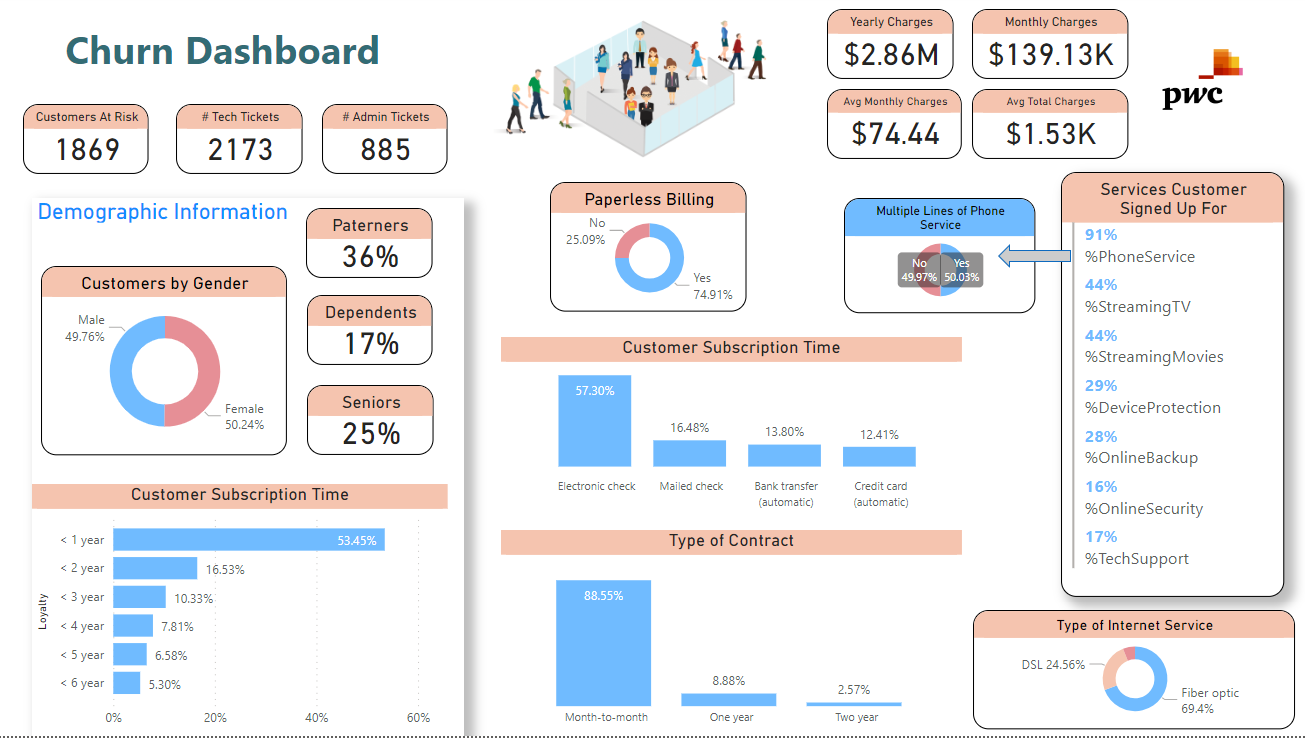 Churn Dashboard
Customers At Risk
1869
# Tech Tickets
2173
# Admin Tickets
885
Yearly Charges
$2.86M
Monthly Charges
$139.13K
Avg Monthly Charges
$74.44
Avg Total Charges
$1.53K
pwc
Demographic Information
Customers by Gender
Male
49.76%
Female
50.24%
Paterners
36%
Dependents
17%
Seniors
25%
Customer Subscription Time
Loyalty
< 1 year
53.45%
< 2 year
16.53%
< 3 year
10.33%
< 4 year
7.81%
< 5 year
6.58%
< 6 year
5.30%
0%
20%
40%
60%
Paperless Billing
No
25.09%
Yes
74.91%
Multiple Lines of Phone
Service
No
49.97%
Yes
50.03%
Customer Subscription Time
57.30%
16.48%
13.80%
12.41%
Electronic check
Mailed check
Bank transfer
(automatic)
Credit card
(automatic)
Type of Contract
88.55%
8.88%
2.57%
Month-to-month
One year
Two year
Services Customer
Signed Up For
91%
%PhoneService
44%
%StreamingTV
44%
%StreamingMovies
29%
%DeviceProtection
28%
%OnlineBackup
16%
%OnlineSecurity
17%
%TechSupport
Type of Internet Service
DSL 24.56%
Fiber optic
69.4%